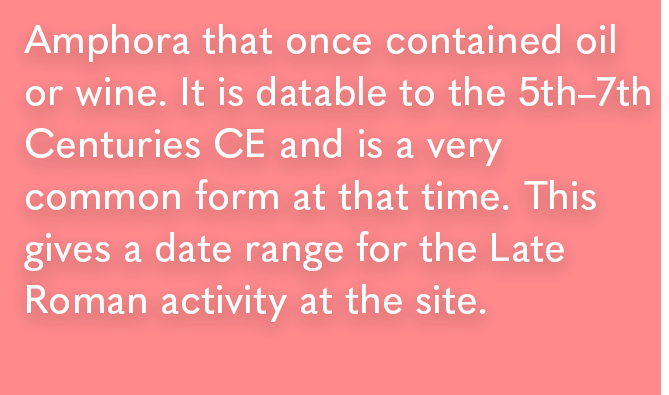 Amphora that once contained oil
or wine. It is datable to the 5th–7th
Centuries CE and is a very
common form at that time. This
gives a date range for the Late
Roman activity at the site.